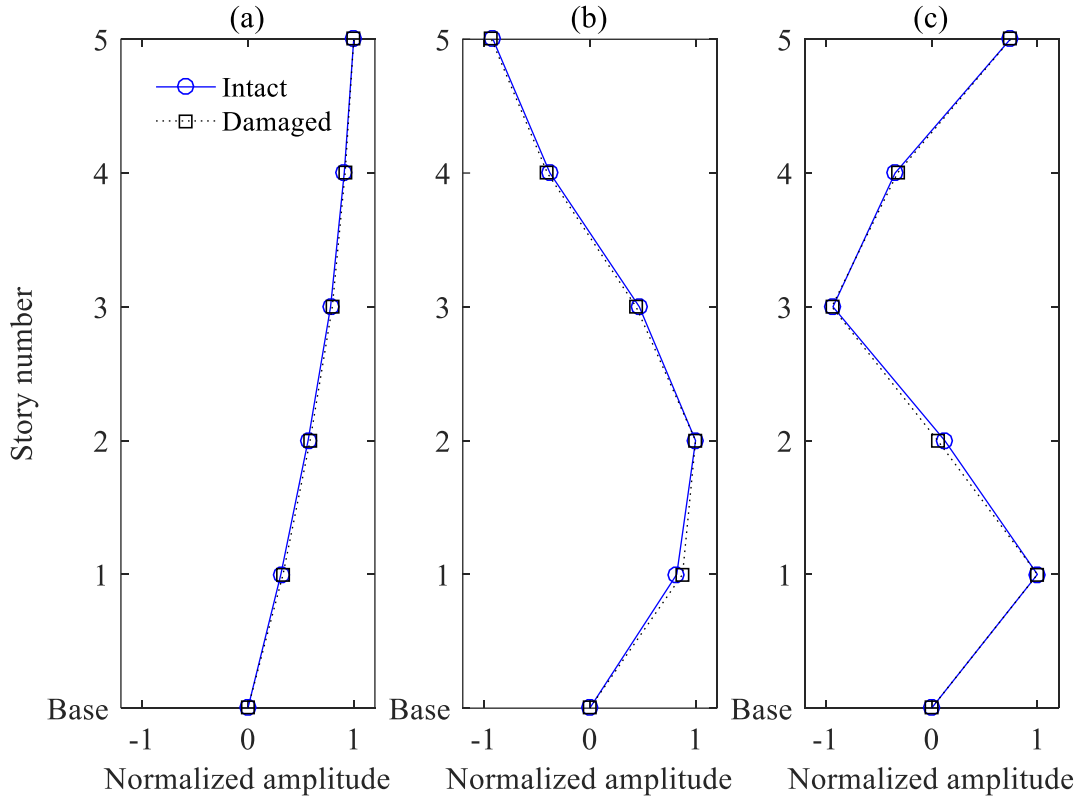 (a) (b) (c)
5 5 5
Intact
Damaged
4 4 4
3 3 3
Story number
2 2 2
1 1 1
Base Base Base
-1 0 1 -1 0 1 -1 0 1
Normalized amplitude Normalized amplitude Normalized amplitude